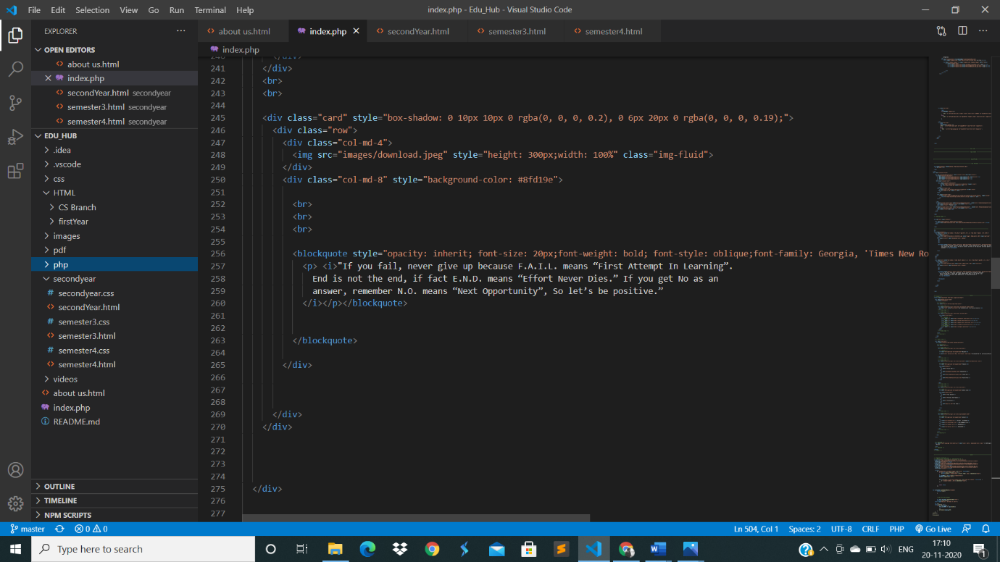 File Edit Selection View Go Run Terminal Help index.php - Edu_Hub - Visual Studio Code
EXPLORER
OPEN EDITORS
about us.html
index.php
secondYear.html secondyear
semester3.html secondyear
semester4.html secondyear
EDU_HUB
.idea
.vscode
css
HTML
CS Branch
firstYear
images
pdf
php
secondyear
secondyear.css
secondYear.html
semester3.css
semester3.html
semester4.css
semester4.html
videos
about us.html
index.php
README.md
OUTLINE
TIMELINE
NPM SCRIPTS
about us.html index.php secondYear.html semester3.html semester4.html
index.php
240 </div>
241 </div>
242 <br>
243 <br>
244
245 <div class="card" style="box-shadow: 0 10px 10px 0 rgba(0, 0, 0, 0.2), 0 6px 20px 0 rgba(0, 0, 0, 0.19);">
246 <div class="row">
247 <div class="col-md-4">
248 <img src="images/download.jpeg" style="height: 300px;width: 100%" class="img-fluid">
249 </div>
250 <div class="col-md-8" style="background-color: #8fd19e">
251
252 <br>
253 <br>
254 <br>
255
256 <blockquote style="opacity: inherit; font-size: 20px;font-weight: bold; font-style: oblique;font-family: Georgia, 'Times New Ro
257 <p> <i>"If you fail, never give up because F.A.I.L. means “First Attempt In Learning”.
258 End is not the end, if fact E.N.D. means “Effort Never Dies.” If you get No as an
259 answer, remember N.O. means “Next Opportunity”, So let’s be positive.”
260 </i></p></blockquote>
261
262
263 </blockquote>
264
265 </div>
266
267
268
269 </div>
270 </div>
271
272
273
274
275 </div>
276
277
master 0 0 Ln 504, Col 1 Spaces: 2 UTF-8 CRLF PHP Go Live
Type here to search ENG 17:10
20-11-2020 1